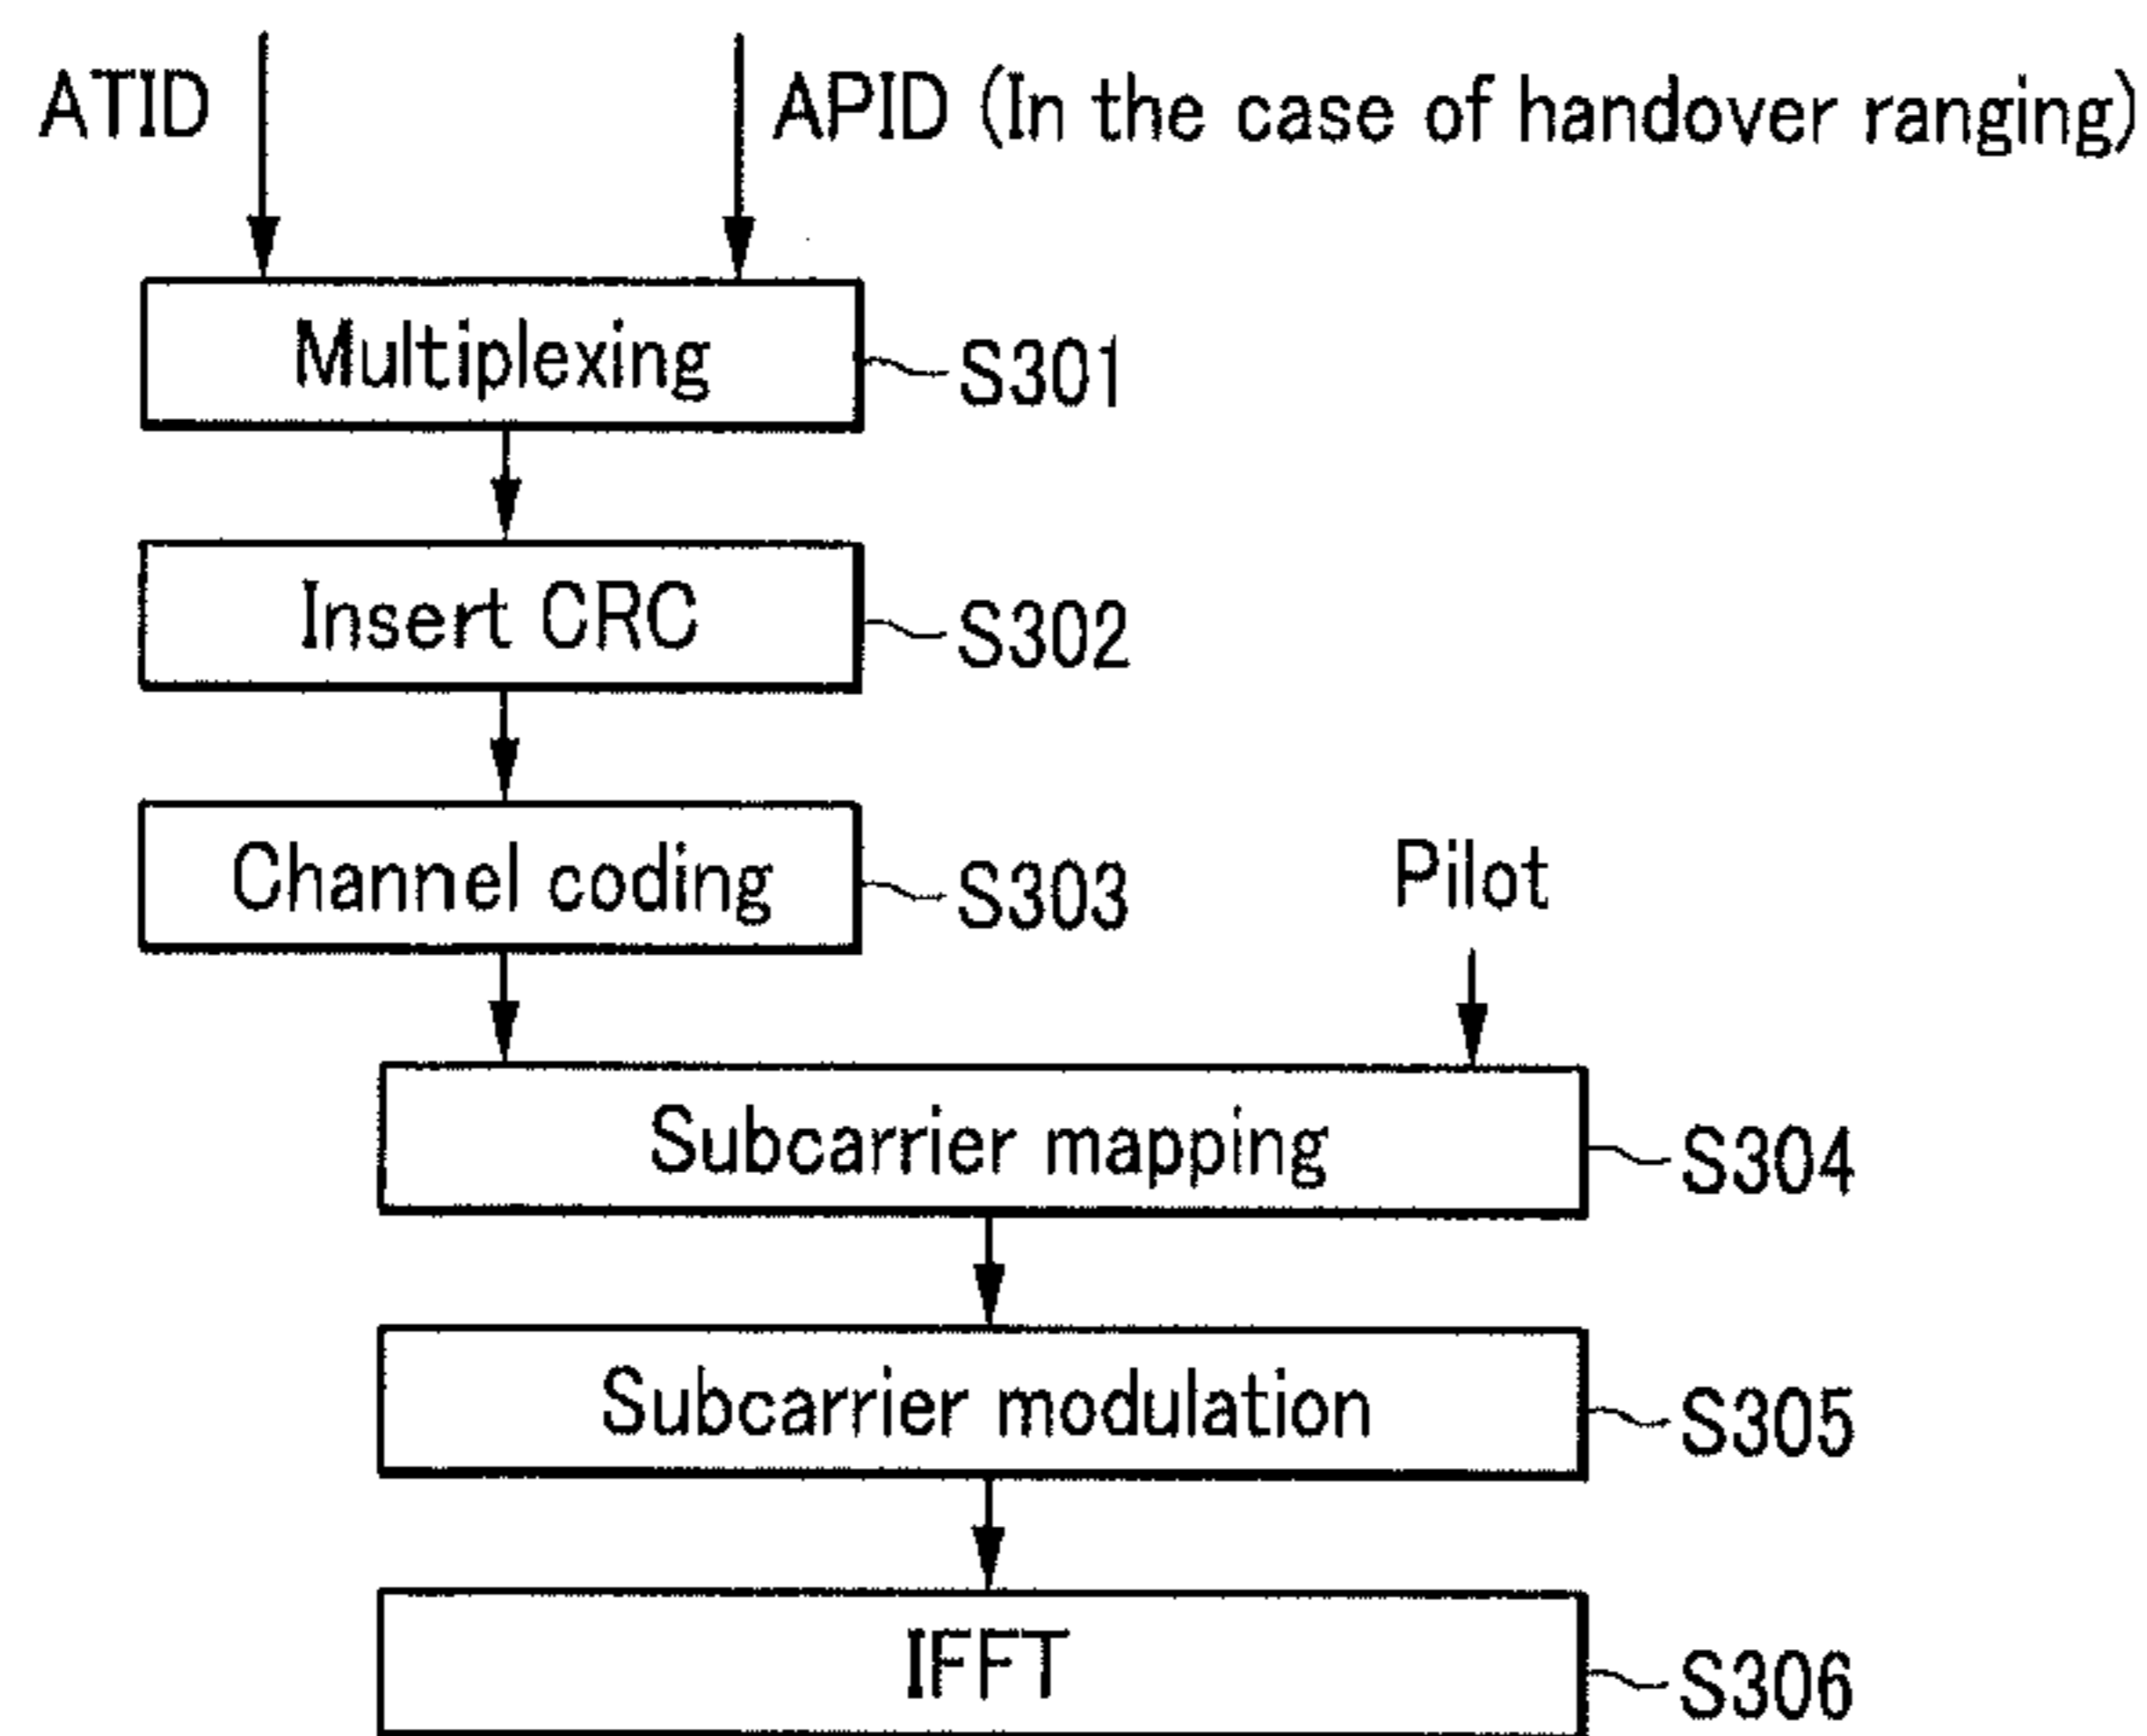 ATID
APID (In the case of handover ranging)
Multiplexing
S301
Insert CRC
S302
Channel coding
S303
Pilot
Subcarrier mapping
S304
Subcarrier modulation
S305
IFFT
S306